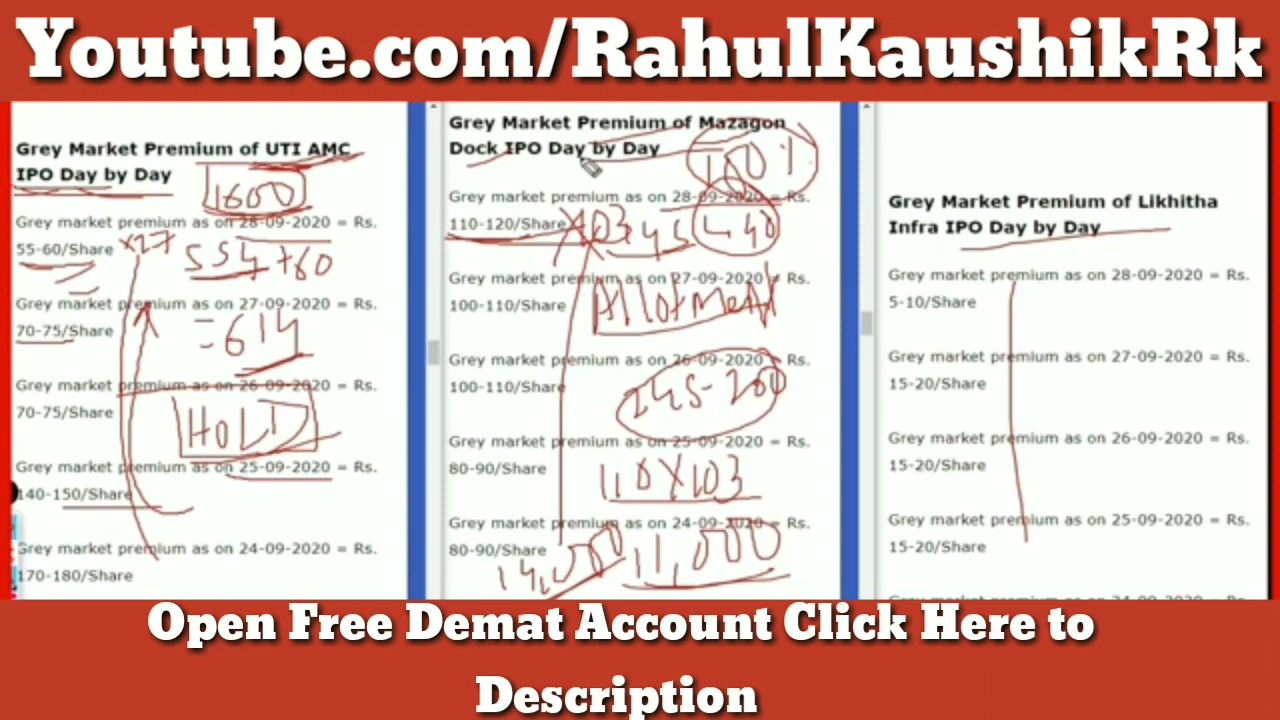 Youtube.com/RahulKaushikRk
Grey Market Premium of UTI AMC
IPO Day by Day
1600
Grey market premium as on 28-09-2020 = Rs.
55-60/Share
×27
554+60
Grey market premium as on 27-09-2020 = Rs.
70-75/Share
=614
Grey market premium as on 26-09-2020 = Rs.
70-75/Share
HOLD
Grey market premium as on 25-09-2020 = Rs.
140-150/Share
Grey market premium as on 24-09-2020 = Rs.
170-180/Share
Grey Market Premium of Mazagon
Dock IPO Day by Day
Grey market premium as on 28-09-2020 = Rs.
110-120/Share
×103
145
Grey market premium as on 27-09-2020 = Rs.
100-110/Share
Allotment
Grey market premium as on 26-09-2020 = Rs.
100-110/Share
245-200
Grey market premium as on 25-09-2020 = Rs.
80-90/Share
110×103
Grey market premium as on 24-09-2020 = Rs.
80-90/Share
14,000
11,000
Grey Market Premium of Likhitha
Infra IPO Day by Day
Grey market premium as on 28-09-2020 = Rs.
5-10/Share
Grey market premium as on 27-09-2020 = Rs.
15-20/Share
Grey market premium as on 26-09-2020 = Rs.
15-20/Share
Grey market premium as on 25-09-2020 = Rs.
15-20/Share
Open Free Demat Account Click Here to
Description